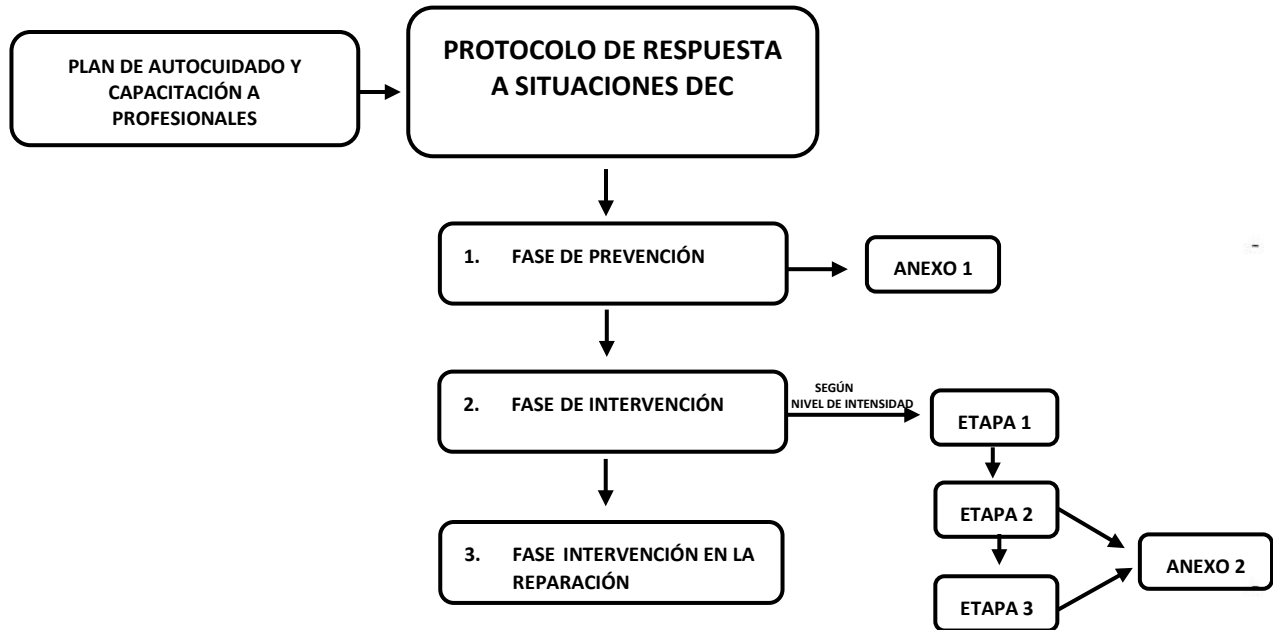 PLAN DE AUTOCUIDADO Y
CAPACITACIÓN A
PROFESIONALES
PROTOCOLO DE RESPUESTA
A SITUACIONES DEC
1. FASE DE PREVENCIÓN
ANEXO 1
2. FASE DE INTERVENCIÓN
SEGÚN
NIVEL DE INTENSIDAD
ETAPA 1
ETAPA 2
3. FASE INTERVENCIÓN EN LA
REPARACIÓN
ANEXO 2
ETAPA 3